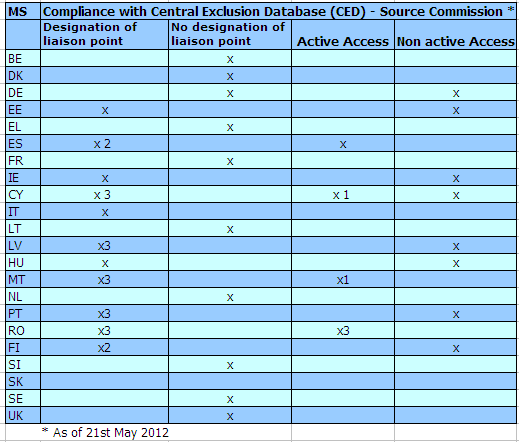 MS Compliance with Central Exclusion Database (CED) - Source Commission *
Designation of liaison point No designation of liaison point Active Access Non active Access
BE x
DK x
DE x x
EE x x
EL x
ES x 2 x
FR x
IE x x
CY x 3 x 1 x
IT x
LT x
LV x3 x
HU x x
MT x3 x1
NL x
PT x3 x
RO x3 x3
FI x2 x
SI x
SK
SE x
UK x
* As of 21st May 2012